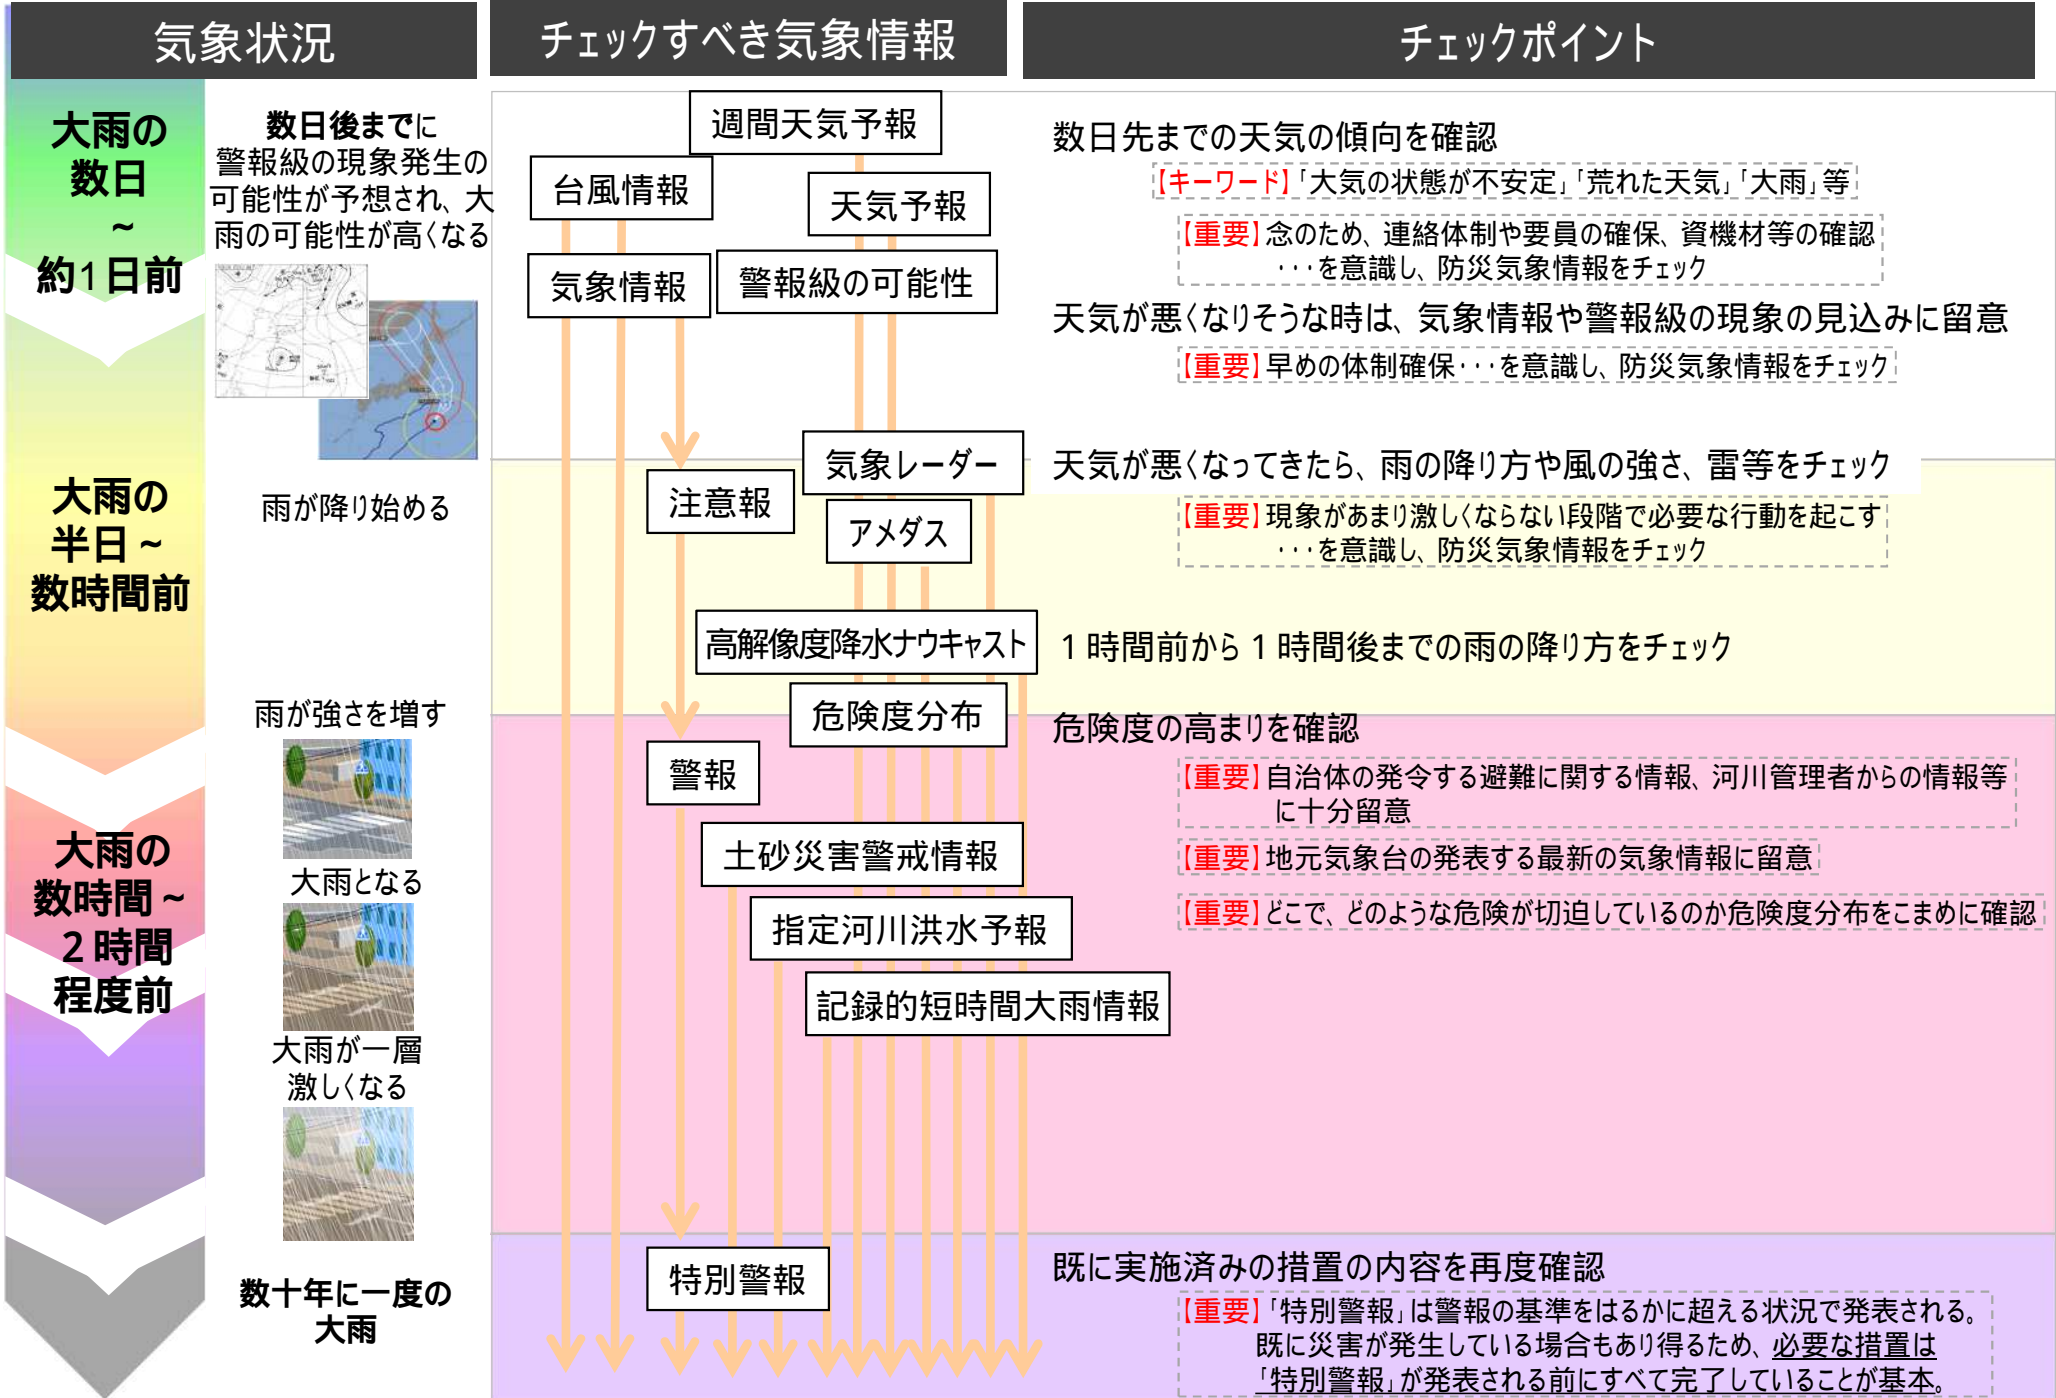 気象状況
チェックすべき気象情報
チェックポイント
大雨の
数日
~
約1日前
数日後までに
警報級の現象発生の
可能性が予想され、大
雨の可能性が高くなる
週間天気予報
台風情報
天気予報
気象情報
警報級の可能性
数日先までの天気の傾向を確認
【キーワード】「大気の状態が不安定」「荒れた天気」「大雨」等
【重要】念のため、連絡体制や要員の確保、資機材等の確認
・・・を意識し、防災気象情報をチェック
天気が悪くなりそうな時は、気象情報や警報級の現象の見込みに留意
【重要】早めの体制確保・・・を意識し、防災気象情報をチェック
大雨の
半日~
数時間前
雨が降り始める
気象レーダー
注意報
アメダス
高解像度降水ナウキャスト
天気が悪くなってきたら、雨の降り方や風の強さ、雷等をチェック
【重要】現象があまり激しくならない段階で必要な行動を起こす
・・・を意識し、防災気象情報をチェック
1時間前から1時間後までの雨の降り方をチェック
大雨の
数時間~
2時間
程度前
雨が強さを増す
大雨となる
大雨が一層
激しくなる
危険度分布
警報
土砂災害警戒情報
指定河川洪水予報
記録的短時間大雨情報
危険度の高まりを確認
【重要】自治体の発令する避難に関する情報、河川管理者からの情報等
に十分留意
【重要】地元気象台の発表する最新の気象情報に留意
【重要】どこで、どのような危険が切迫しているのか危険度分布をこまめに確認
数十年に一度の
大雨
特別警報
既に実施済みの措置の内容を再度確認
【重要】「特別警報」は警報の基準をはるかに超える状況で発表される。
既に災害が発生している場合もあり得るため、必要な措置は
「特別警報」が発表される前にすべて完了していることが基本。